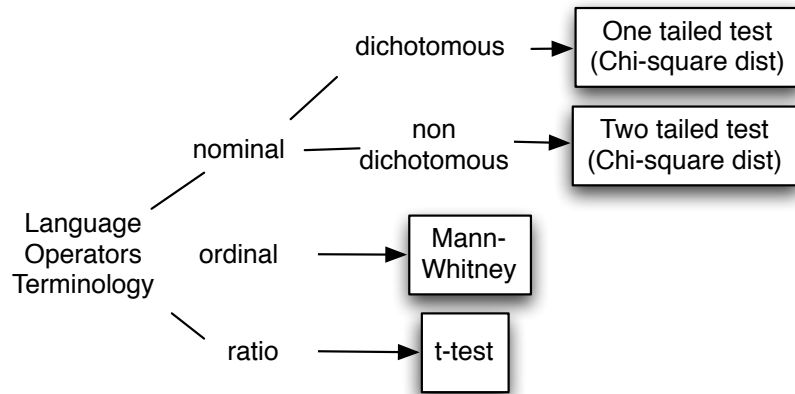 dichotomous
One tailed test
(Chi-square dist)
nominal
non
dichotomous
Two tailed test
(Chi-square dist)
Language
Operators
Terminology
ordinal
Mann-
Whitney
ratio
t-test